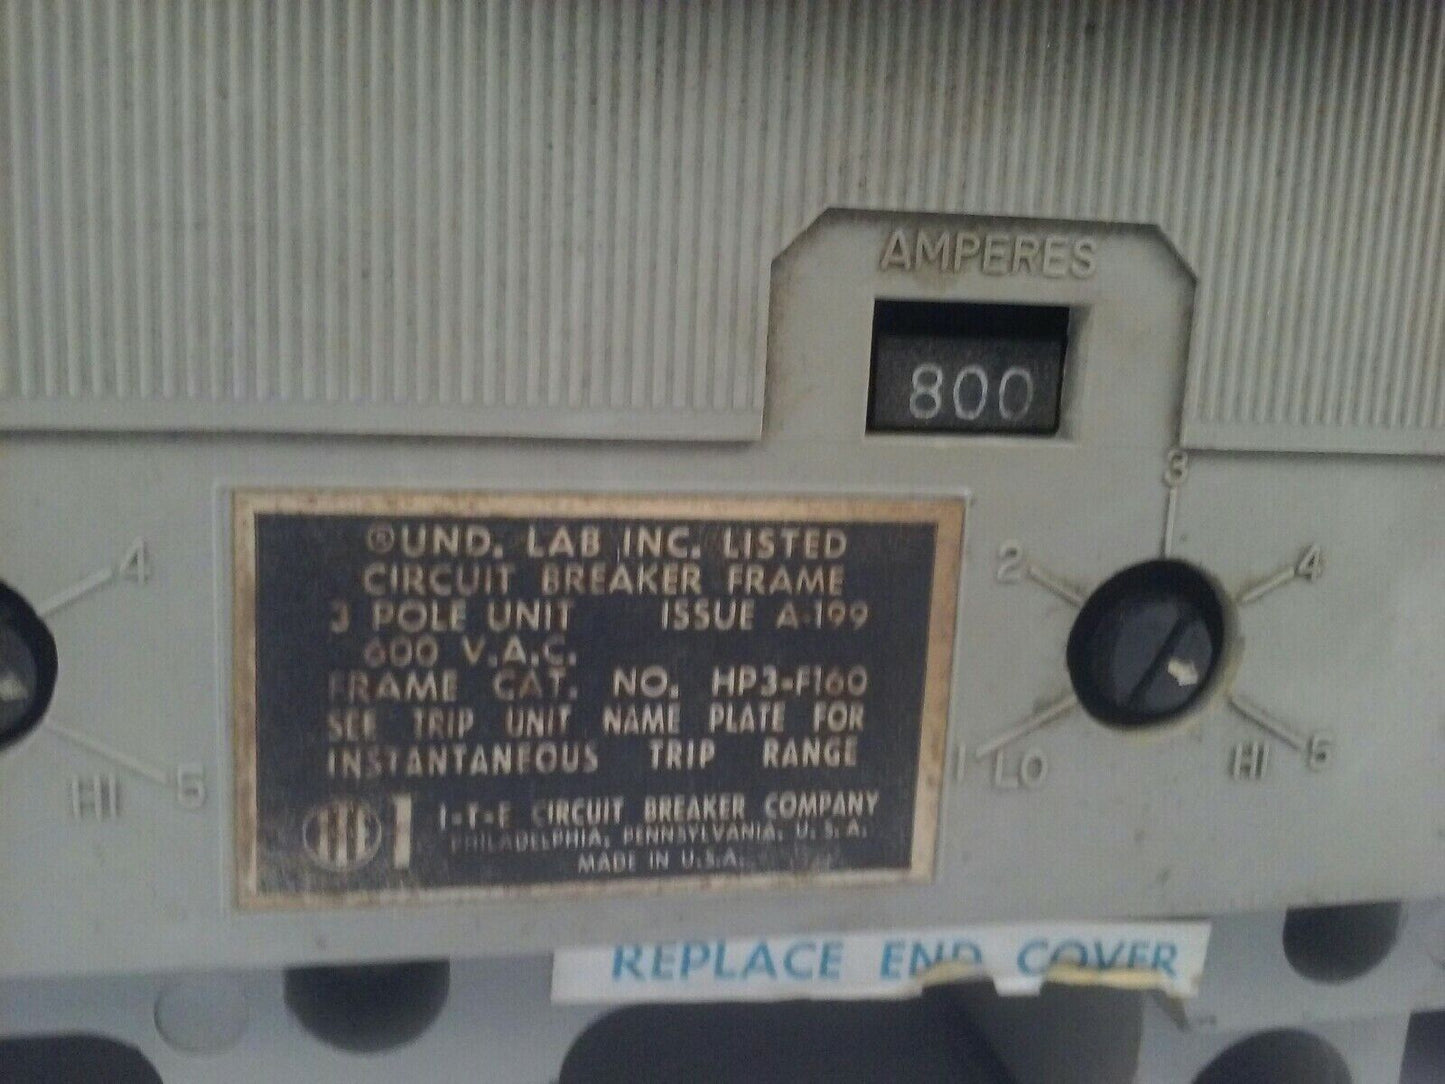 AMPERES
800
® UND. LAB INC. LISTED
CIRCUIT BREAKER FRAME
3 POLE UNIT ISSUE A-199
600 V.A.C.
FRAME CAT. NO. HP3-F160
SEE TRIP UNIT NAME PLATE FOR
INSTANTANEOUS TRIP RANGE
ITE I-T-E CIRCUIT BREAKER COMPANY
PHILADELPHIA, PENNSYLVANIA, U.S.A.
MADE IN U.S.A.
4
HI 5
3
2 4
1 LO HI 5
REPLACE END COVER